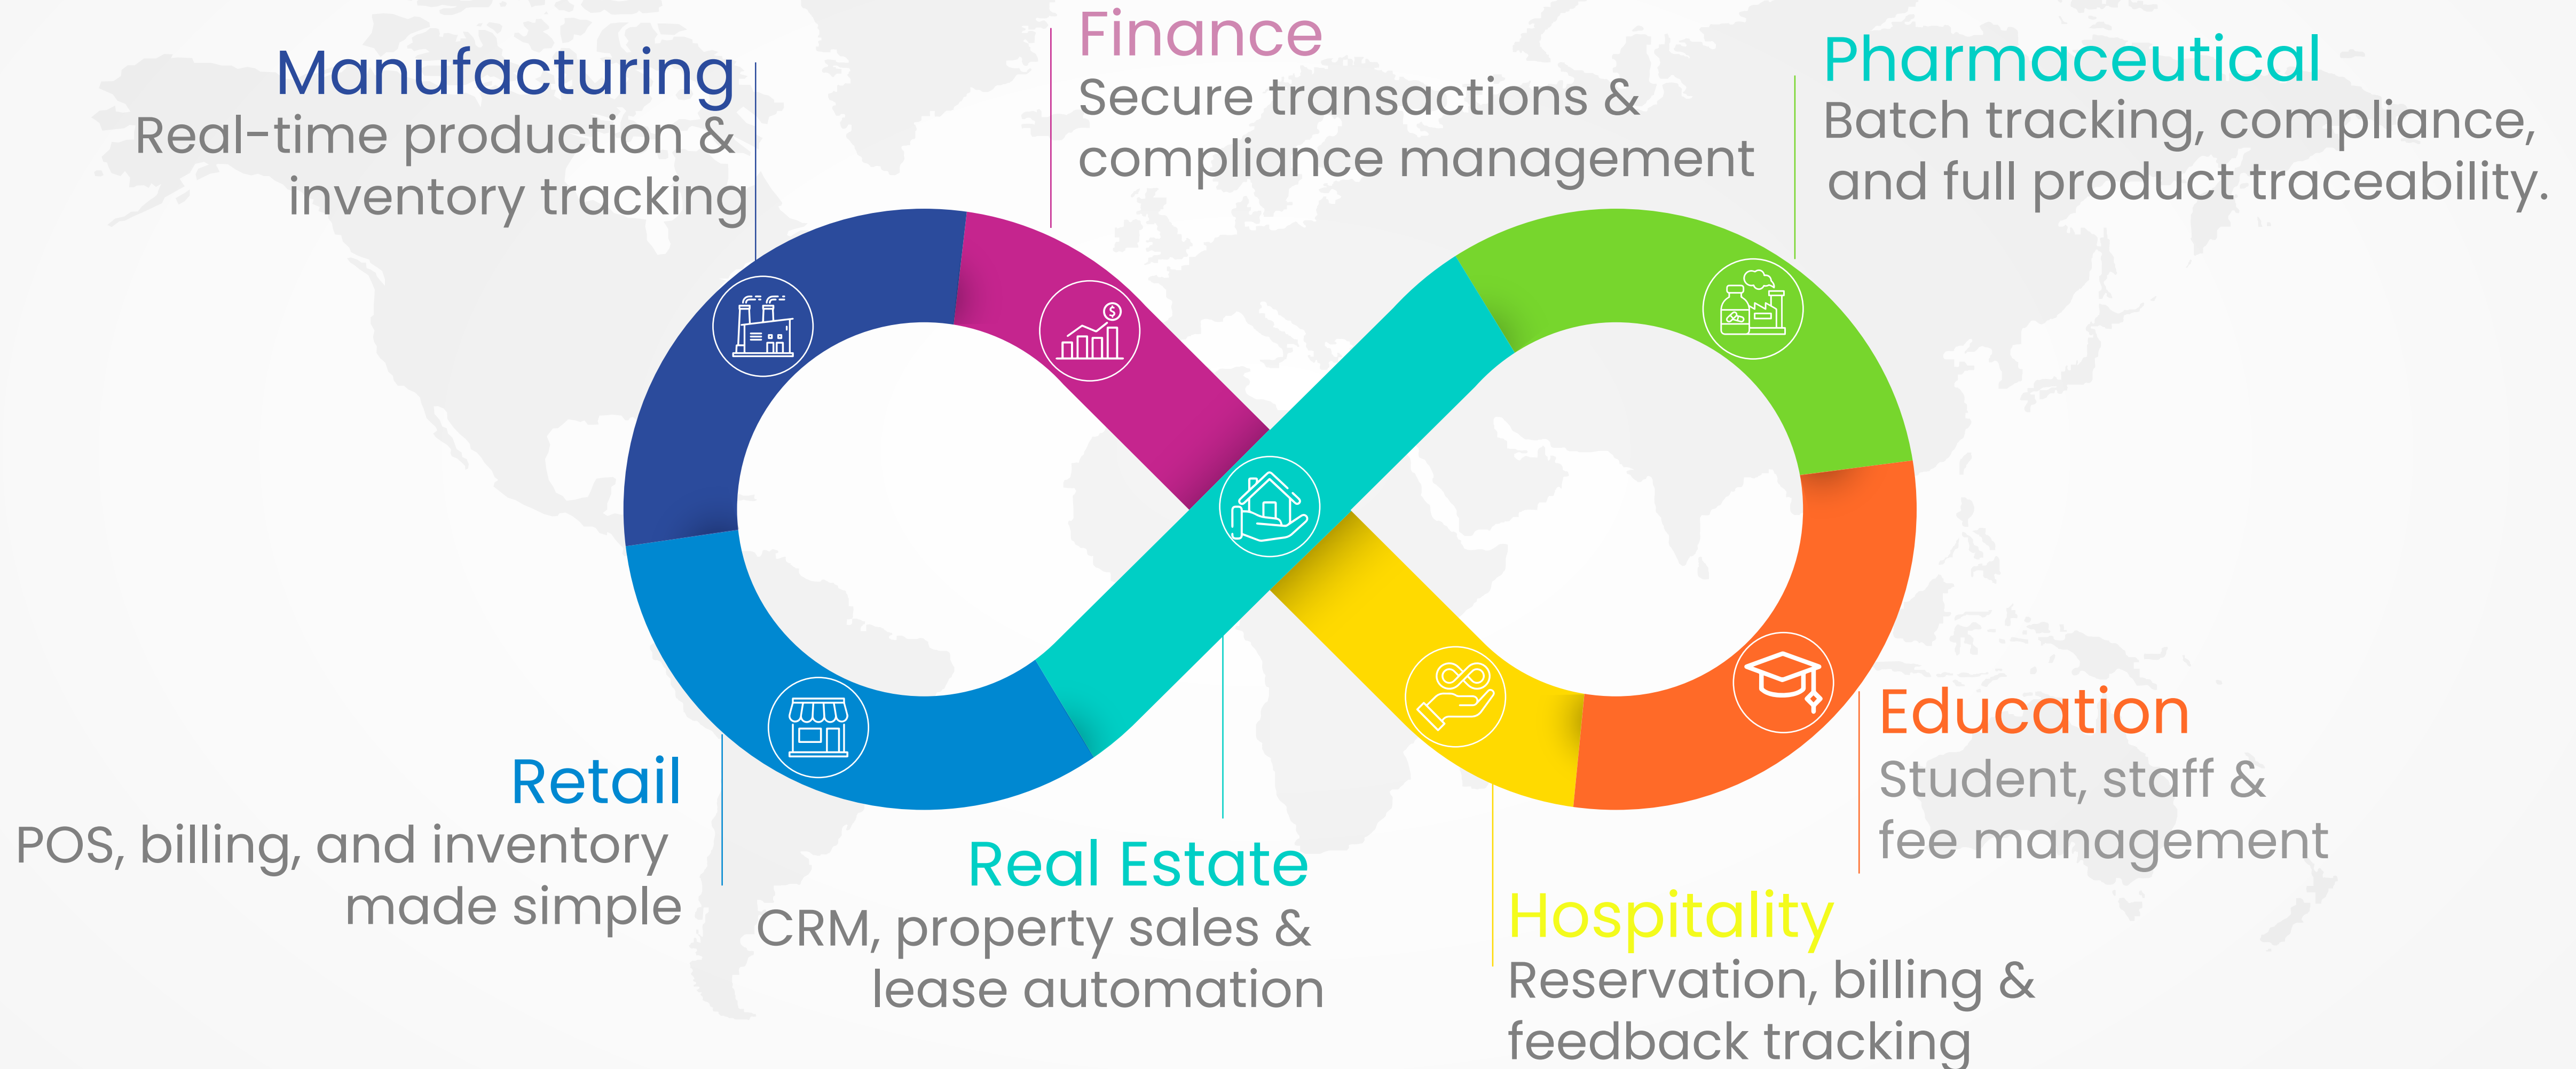 Manufacturing
Real-time production &
inventory tracking
Finance
Secure transactions &
compliance management
Pharmaceutical
Batch tracking, compliance,
and full product traceability.
$
Retail
POS, billing, and inventory
made simple
Real Estate
CRM, property sales &
lease automation
Hospitality
Reservation, billing &
feedback tracking
Education
Student, staff &
fee management